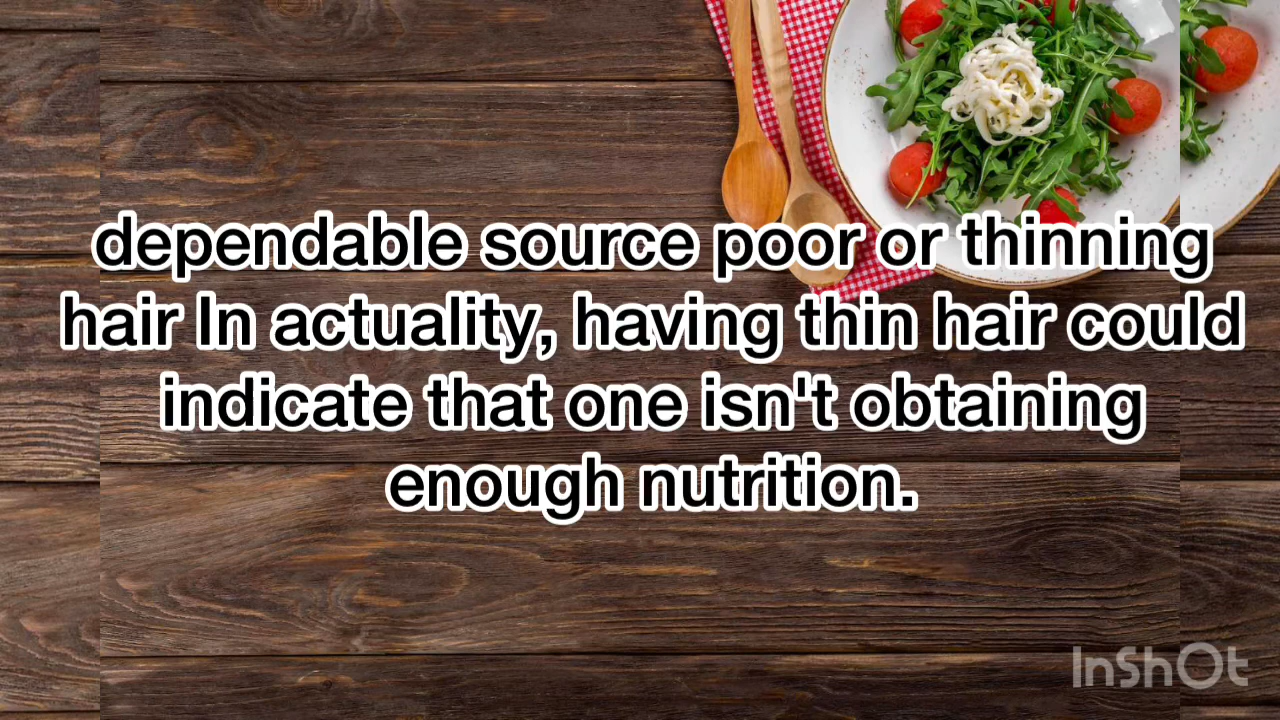 dependable source poor or thinning
hair In actuality, having thin hair could
indicate that one isn't obtaining
enough nutrition.
InShOt